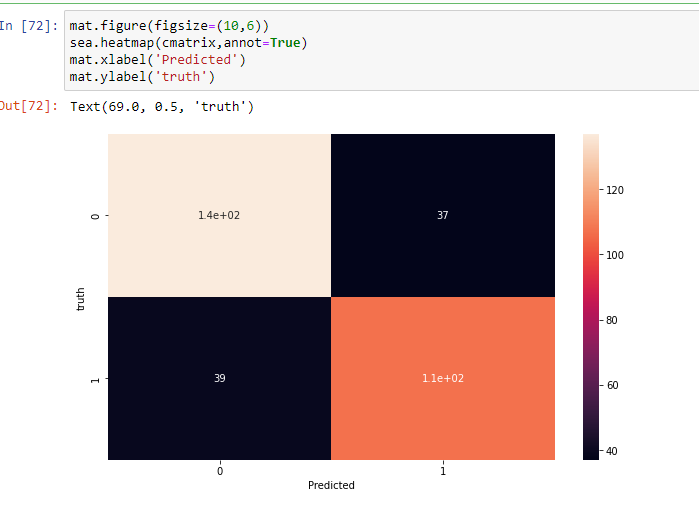 In [72]: mat.figure(figsize=(10,6))
sea.heatmap(cmatrix,annot=True)
mat.xlabel('Predicted')
mat.ylabel('truth')
Out[72]: Text(69.0, 0.5, 'truth')
0
1.4e+02
37
120
100
truth
80
1
39
1.1e+02
60
40
0
1
Predicted